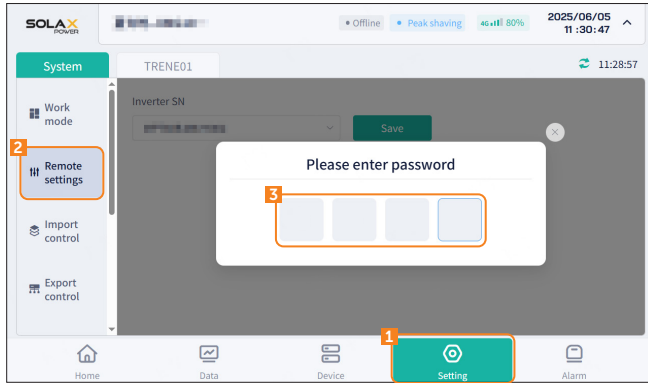 SOLAX
POWER
Offline
Peak shaving
4G 80%
2025/06/05
11 :30:47
System
TRENE01
11:28:57
Work
mode
Inverter SN
Save
2
Remote
settings
Please enter password
3
Import
control
Export
control
1
Home
Data
Device
Setting
Alarm